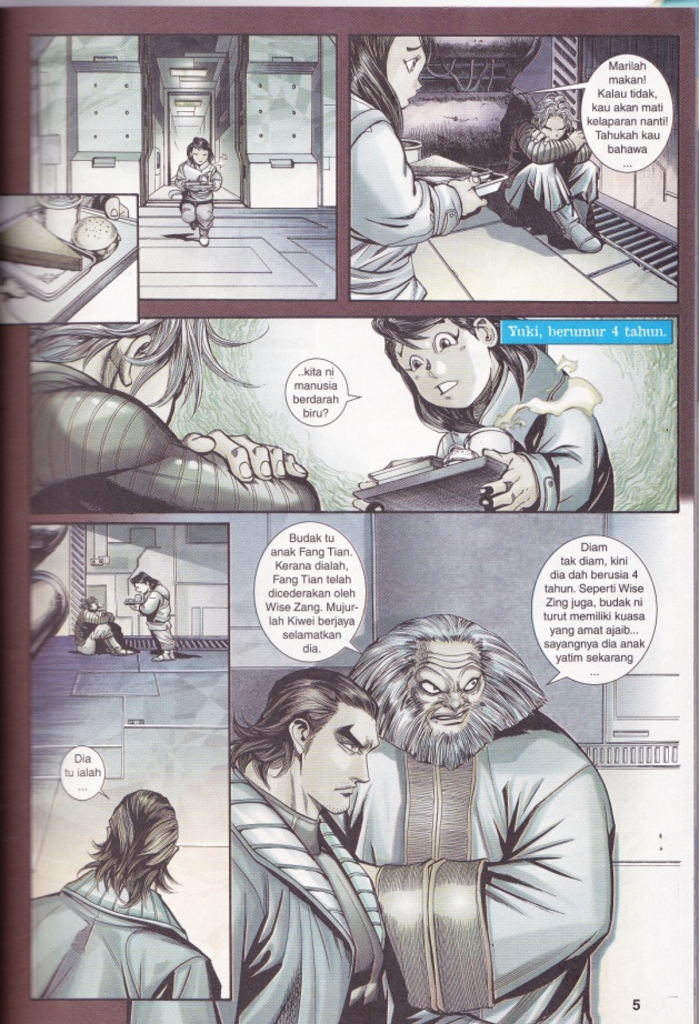 Marilah
makan!
Kalau tidak,
kau akan mati
kelaparan nanti!
Tahukah kau
bahawa
...
Yuki, berumur 4 tahun.
..kita ni
manusia
berdarah
biru?
Dia
tu ialah
...
Budak tu
anak Fang Tian.
Kerana dialah,
Fang Tian telah
dicederakan oleh
Wise Zang. Mujur-
lah Kiwei berjaya
selamatkan
dia.
Diam
tak diam, kini
dia dah berusia 4
tahun. Seperti Wise
Zing juga, budak ni
turut memiliki kuasa
yang amat ajaib...
sayangnya anak
yatim sekarang
...
5